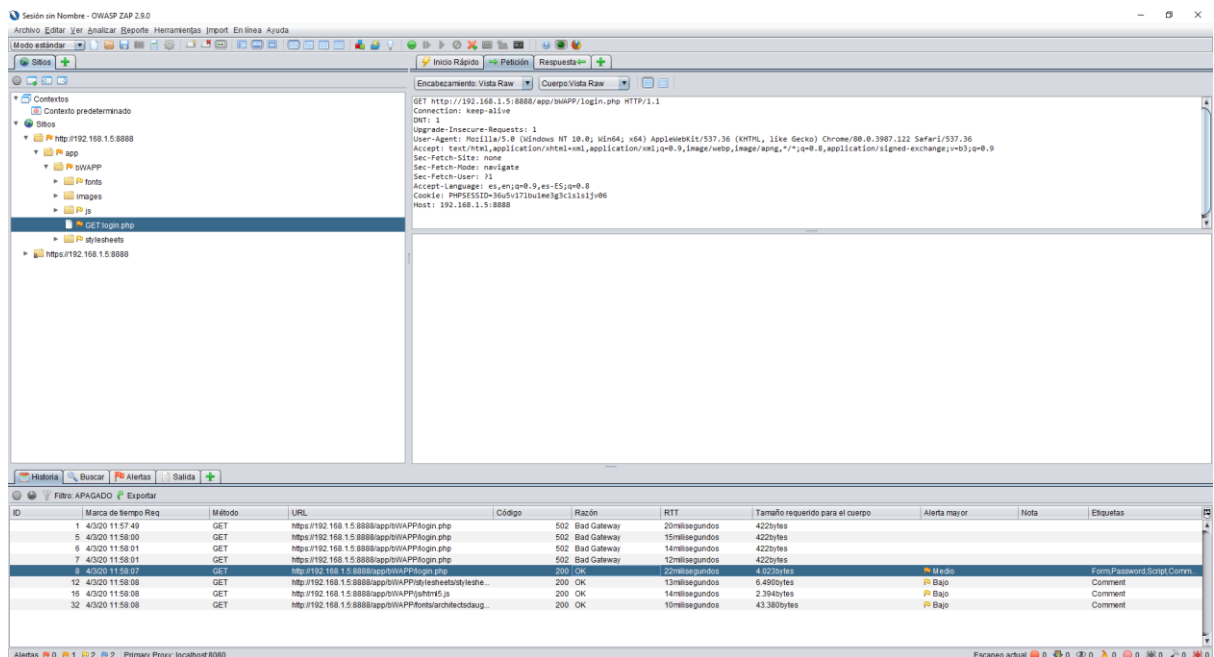 Sesión sin Nombre - OWASP ZAP 2.9.0
Archivo Editar Ver Analizar Reporte Herramientas Import En línea Ayuda
Modo estándar
Sitios
Inicio Rápido Petición Respuesta
Encabezamiento: Vista Raw Cuerpo:Vista Raw
Contextos
Contexto predeterminado
Sitios
http://192.168.1.5:8888
app
bWAPP
fonts
images
js
GET:login.php
stylesheets
https://192.168.1.5:8888
GET http://192.168.1.5:8888/app/bWAPP/login.php HTTP/1.1
Connection: keep-alive
DNT: 1
Upgrade-Insecure-Requests: 1
User-Agent: Mozilla/5.0 (Windows NT 10.0; Win64; x64) AppleWebKit/537.36 (KHTML, like Gecko) Chrome/80.0.3987.122 Safari/537.36
Accept: text/html,application/xhtml+xml,application/xml;q=0.9,image/webp,image/apng,*/*;q=0.8,application/signed-exchange;v=b3;q=0.9
Sec-Fetch-Site: none
Sec-Fetch-Mode: navigate
Sec-Fetch-User: ?1
Accept-Language: es,en;q=0.9,es-ES;q=0.8
Cookie:
Host: 192.168.1.5:8888
Historia Buscar Alertas Salida
Filtro: APAGADO Exportar
ID Marca de tiempo Req Método URL Código Razón RTT Tamaño requerido para el cuerpo Alerta mayor Nota Etiquetas
1 4/3/20 11:57:49 GET https://192.168.1.5:8888/app/bWAPP/login.php 502 Bad Gateway 20milisegundos 422bytes
5 4/3/20 11:58:00 GET https://192.168.1.5:8888/app/bWAPP/login.php 502 Bad Gateway 15milisegundos 422bytes
6 4/3/20 11:58:01 GET https://192.168.1.5:8888/app/bWAPP/login.php 502 Bad Gateway 14milisegundos 422bytes
7 4/3/20 11:58:01 GET https://192.168.1.5:8888/app/bWAPP/login.php 502 Bad Gateway 12milisegundos 422bytes
8 4/3/20 11:58:07 GET http://192.168.1.5:8888/app/bWAPP/login.php 200 OK 22milisegundos 4.023bytes Medio Form,Password,Script,Comm...
12 4/3/20 11:58:08 GET http://192.168.1.5:8888/app/bWAPP/stylesheets/styleshe... 200 OK 13milisegundos 6.490bytes Bajo Comment
16 4/3/20 11:58:08 GET http://192.168.1.5:8888/app/bWAPP/js/html5.js 200 OK 14milisegundos 2.394bytes Bajo Comment
32 4/3/20 11:58:08 GET http://192.168.1.5:8888/app/bWAPP/fonts/architectsdaug... 200 OK 10milisegundos 43.380bytes Bajo Comment
Alertas 0 1 2 2 Primary Proxy: localhost:8080 Escaneo actual 0 0 0 0 0 0 0 0